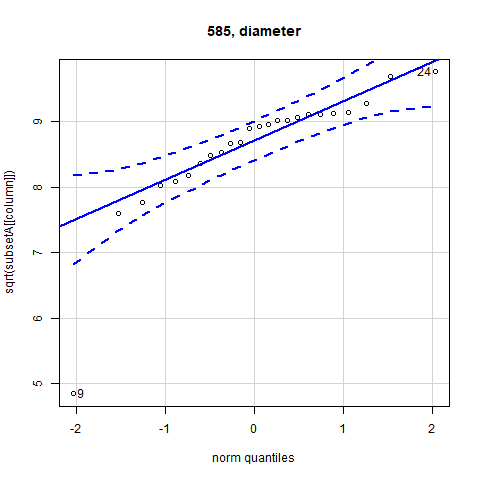 585, diameter
sqrt(subsetA[[column]])
9
8
7
6
5
24
9
-2 -1 0 1 2
norm quantiles